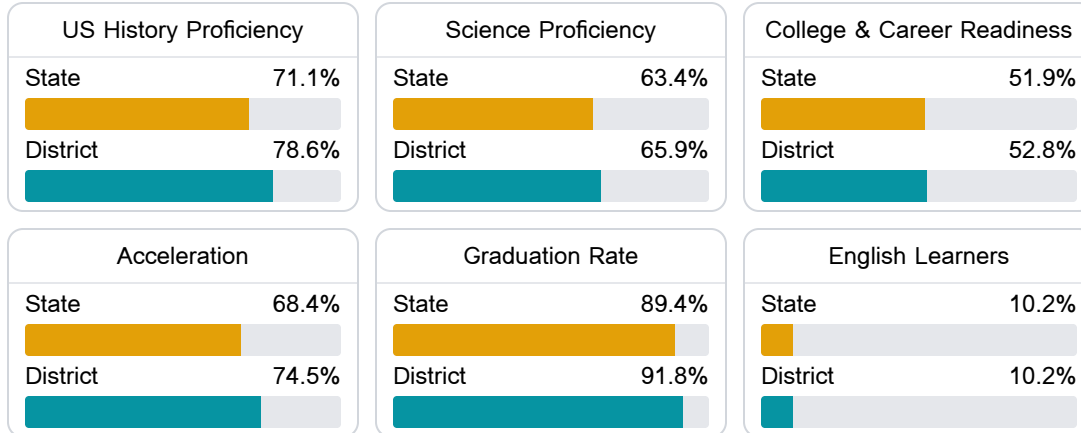 US History Proficiency
State 71.1%
District 78.6%
Science Proficiency
State 63.4%
District 65.9%
College & Career Readiness
State 51.9%
District 52.8%
Acceleration
State 68.4%
District 74.5%
Graduation Rate
State 89.4%
District 91.8%
English Learners
State 10.2%
District 10.2%